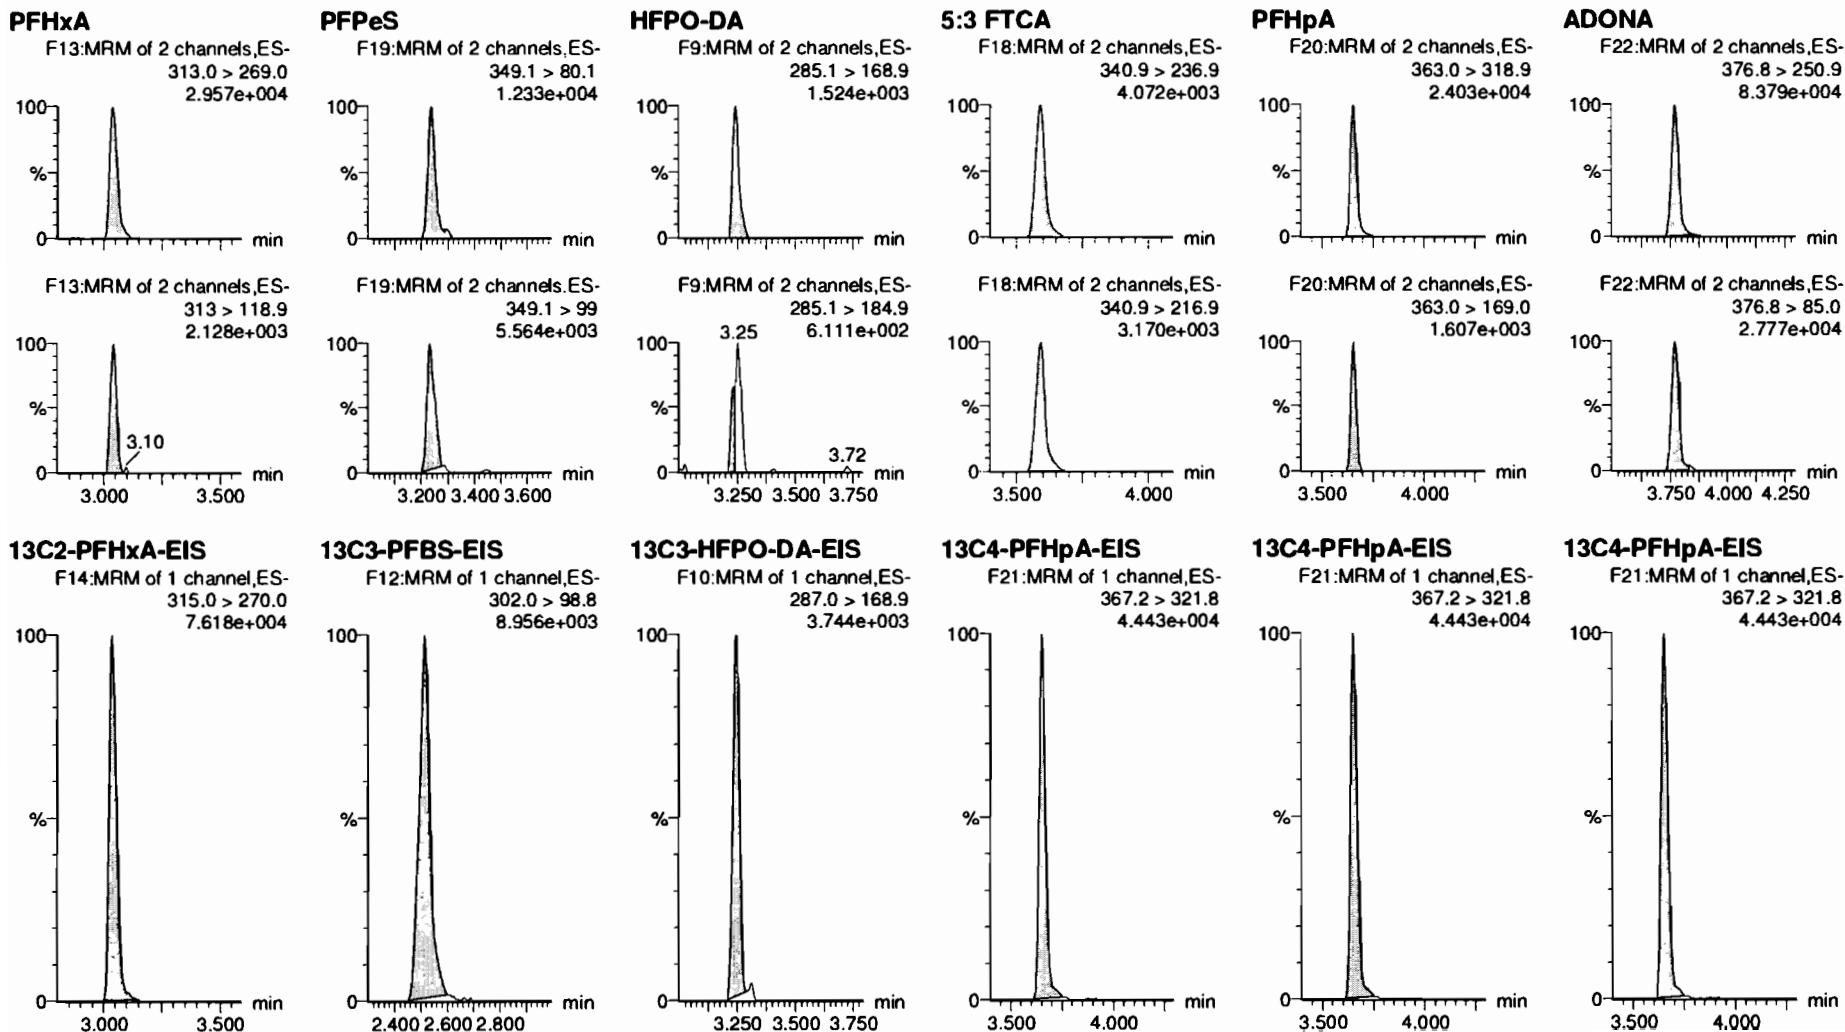 PFHxA
F13:MRM of 2 channels,ES-
313.0 > 269.0
2.957e+004
100
%
0
min
F13:MRM of 2 channels,ES-
313 > 118.9
2.128e+003
100
%
3.10
0
min
3.000 3.500
PFPeS
F19:MRM of 2 channels,ES-
349.1 > 80.1
1.233e+004
100
%
0
min
F19:MRM of 2 channels,ES-
349.1 > 99
5.564e+003
100
%
0
min
3.200 3.400 3.600
HFPO-DA
F9:MRM of 2 channels,ES-
285.1 > 168.9
1.524e+003
100
%
0
min
F9:MRM of 2 channels,ES-
285.1 > 184.9
6.111e+002
3.25
100
%
3.72
0
min
3.250 3.500 3.750
5:3 FTCA
F18:MRM of 2 channels,ES-
340.9 > 236.9
4.072e+003
100
%
0
min
F18:MRM of 2 channels,ES-
340.9 > 216.9
3.170e+003
100
%
0
min
3.500 4.000
PFHpA
F20:MRM of 2 channels,ES-
363.0 > 318.9
2.403e+004
100
%
0
min
F20:MRM of 2 channels,ES-
363.0 > 169.0
1.607e+003
100
%
0
min
3.500 4.000
ADONA
F22:MRM of 2 channels,ES-
376.8 > 250.9
8.379e+004
100
%
0
min
F22:MRM of 2 channels,ES-
376.8 > 85.0
2.777e+004
100
%
0
min
3.750 4.000 4.250
13C2-PFHxA-EIS
F14:MRM of 1 channel,ES-
315.0 > 270.0
7.618e+004
100
%
0
min
3.000 3.500
13C3-PFBS-EIS
F12:MRM of 1 channel,ES-
302.0 > 98.8
8.956e+003
100
%
0
min
2.400 2.600 2.800
13C3-HFPO-DA-EIS
F10:MRM of 1 channel,ES-
287.0 > 168.9
3.744e+003
100
%
0
min
3.250 3.500 3.750
13C4-PFHpA-EIS
F21:MRM of 1 channel,ES-
367.2 > 321.8
4.443e+004
100
%
0
min
3.500 4.000
13C4-PFHpA-EIS
F21:MRM of 1 channel,ES-
367.2 > 321.8
4.443e+004
100
%
0
min
3.500 4.000
13C4-PFHpA-EIS
F21:MRM of 1 channel,ES-
367.2 > 321.8
4.443e+004
100
%
0
min
3.500 4.000